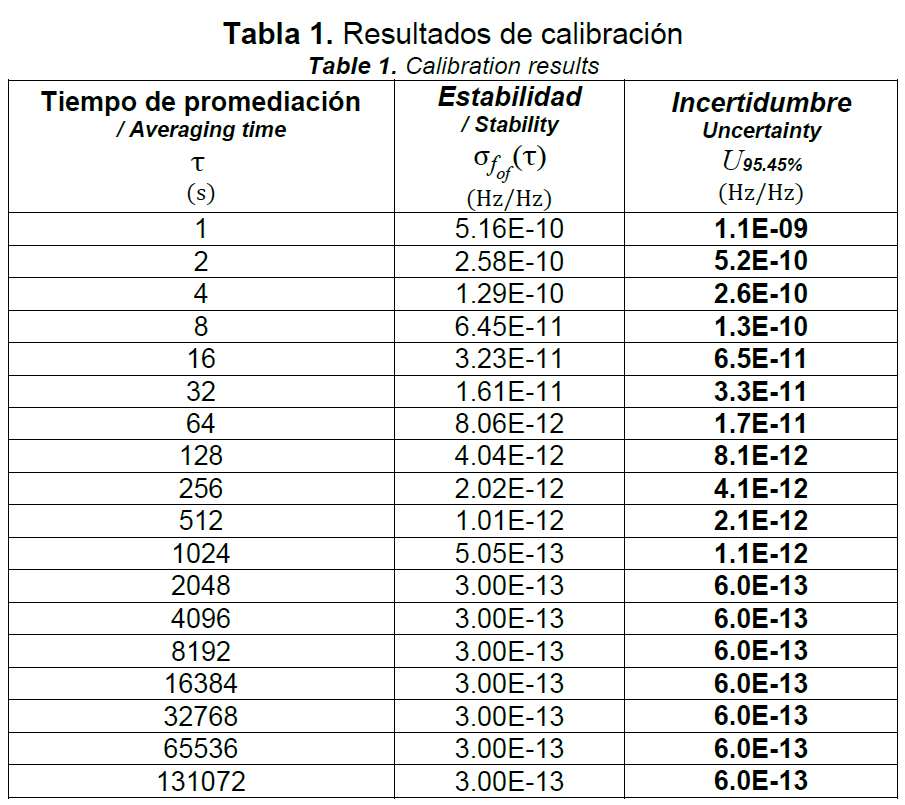 Tabla 1. Resultados de calibración
Table 1. Calibration results
Tiempo de promediación
/ Averaging time
τ
(s)
Estabilidad
/ Stability
σf_of(τ)
(Hz/Hz)
Incertidumbre
Uncertainty
U95.45%
(Hz/Hz)
1 5.16E-10 1.1E-09
2 2.58E-10 5.2E-10
4 1.29E-10 2.6E-10
8 6.45E-11 1.3E-10
16 3.23E-11 6.5E-11
32 1.61E-11 3.3E-11
64 8.06E-12 1.7E-11
128 4.04E-12 8.1E-12
256 2.02E-12 4.1E-12
512 1.01E-12 2.1E-12
1024 5.05E-13 1.1E-12
2048 3.00E-13 6.0E-13
4096 3.00E-13 6.0E-13
8192 3.00E-13 6.0E-13
16384 3.00E-13 6.0E-13
32768 3.00E-13 6.0E-13
65536 3.00E-13 6.0E-13
131072 3.00E-13 6.0E-13